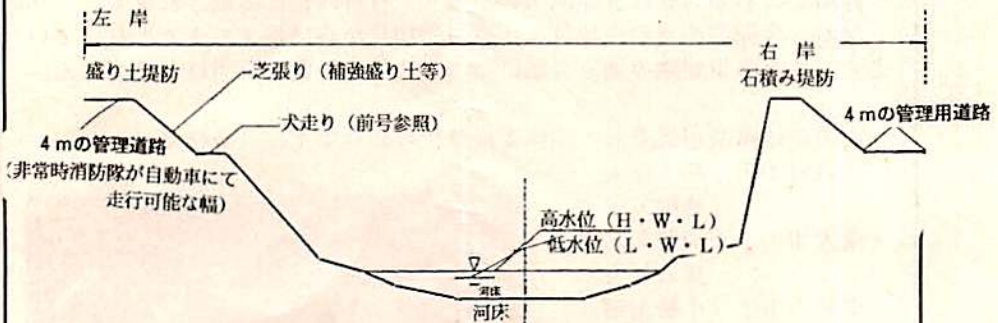 左岸
右岸
盛り土堤防
石積み堤防
芝張り（補強盛り土等）
犬走り（前号参照）
4mの管理道路
（非常時消防隊が自動車にて
走行可能な幅）
4mの管理用道路
高水位（H・W・L）
低水位（L・W・L）
河床
河床